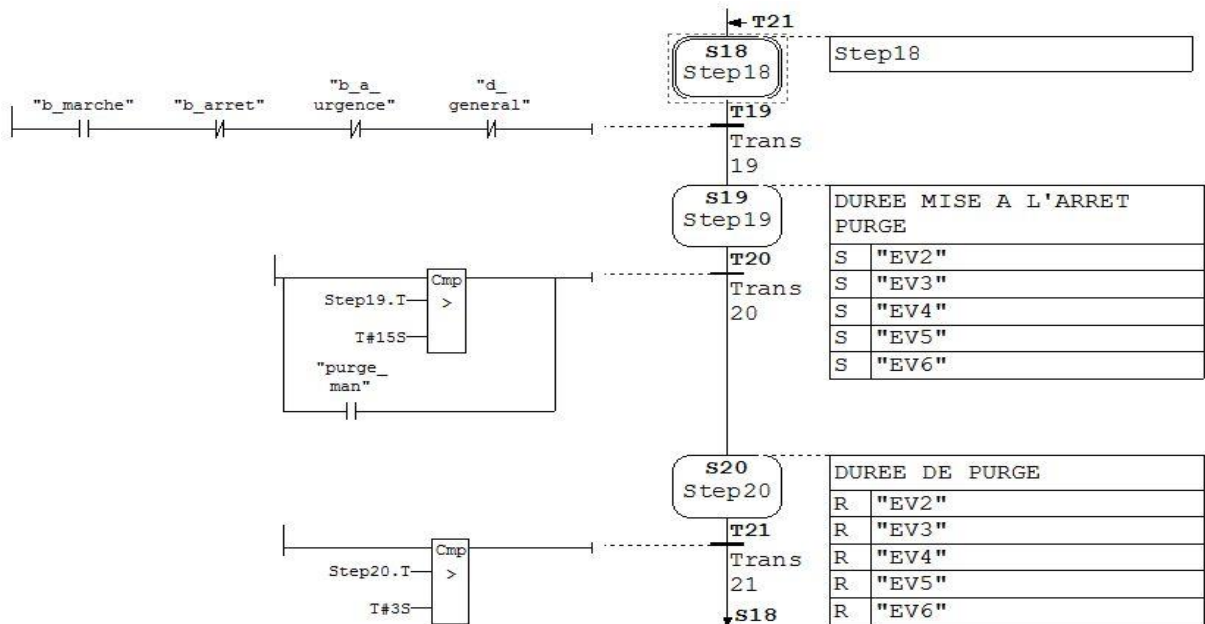 T21
S18
Step18
Step18
"b_marche"
"b_arret"
"b_a_
urgence"
"d_
general"
T19
Trans
19
S19
Step19
DUREE MISE A L'ARRET
PURGE
S "EV2"
S "EV3"
S "EV4"
S "EV5"
S "EV6"
T20
Trans
20
Cmp
Step19.T
>
T#15S
"purge_
man"
S20
Step20
DUREE DE PURGE
R "EV2"
R "EV3"
R "EV4"
R "EV5"
R "EV6"
T21
Trans
21
Cmp
Step20.T
>
T#3S
S18